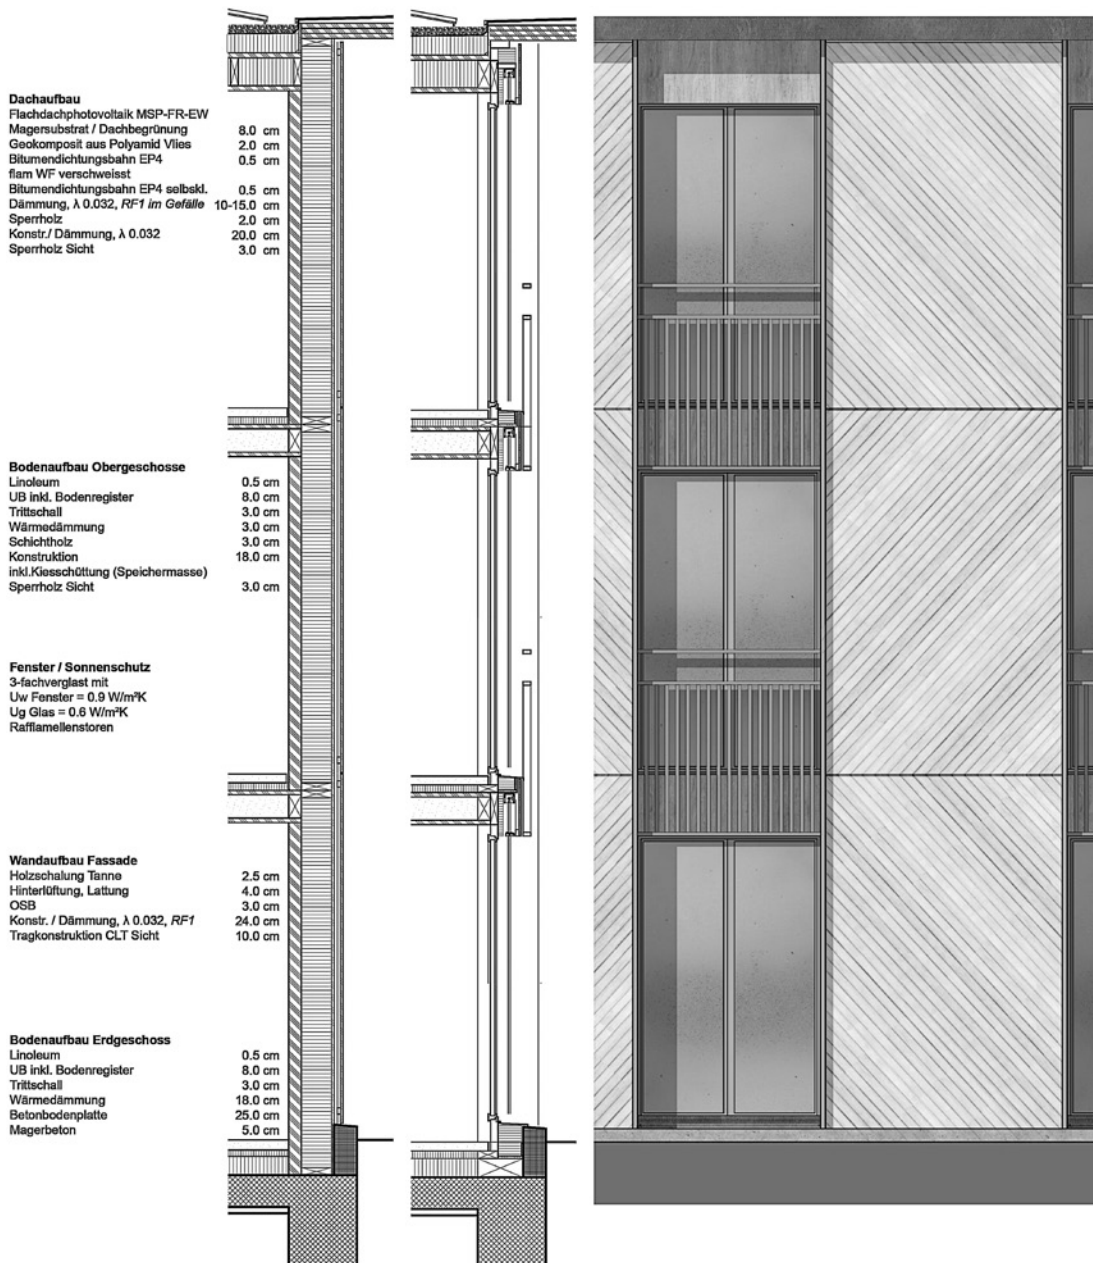 Dachaufbau
Flachdachphotovoltaik MSP-FR-EW
Magersubstrat / Dachbegrünung 8.0 cm
Geokomposit aus Polyamid Vlies 2.0 cm
Bitumendichtungsbahn EP4 0.5 cm
flam WF verschweisst
Bitumendichtungsbahn EP4 selbskl. 0.5 cm
Dämmung, λ 0.032, RF1 im Gefälle 10-15.0 cm
Sperrholz 2.0 cm
Konstr./ Dämmung, λ 0.032 20.0 cm
Sperrholz Sicht 3.0 cm
Bodenaufbau Obergeschosse
Linoleum 0.5 cm
UB inkl. Bodenregister 8.0 cm
Trittschall 3.0 cm
Wärmedämmung 3.0 cm
Schichtholz 3.0 cm
Konstruktion 18.0 cm
inkl.Kiesschüttung (Speichermasse)
Sperrholz Sicht 3.0 cm
Fenster / Sonnenschutz
3-fachverglast mit
Uw Fenster = 0.9 W/m²K
Ug Glas = 0.6 W/m²K
Rafflamellenstoren
Wandaufbau Fassade
Holzschalung Tanne 2.5 cm
Hinterlüftung, Lattung 4.0 cm
OSB 3.0 cm
Konstr. / Dämmung, λ 0.032, RF1 24.0 cm
Tragkonstruktion CLT Sicht 10.0 cm
Bodenaufbau Erdgeschoss
Linoleum 0.5 cm
UB inkl. Bodenregister 8.0 cm
Trittschall 3.0 cm
Wärmedämmung 18.0 cm
Betonbodenplatte 25.0 cm
Magerbeton 5.0 cm